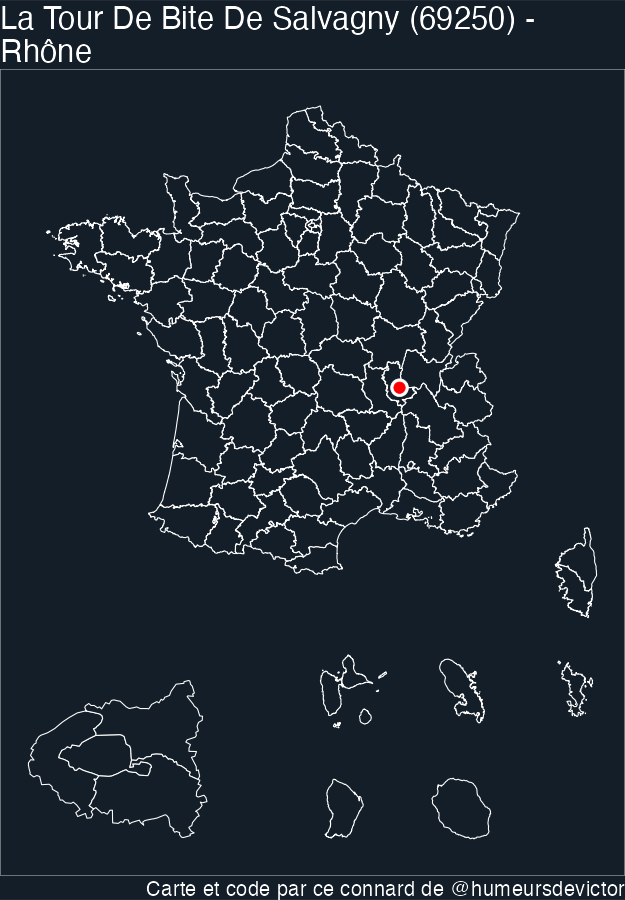 La Tour De Bite De Salvagny (69250) -
Rhône
Carte et code par ce connard de @humeursdevictor